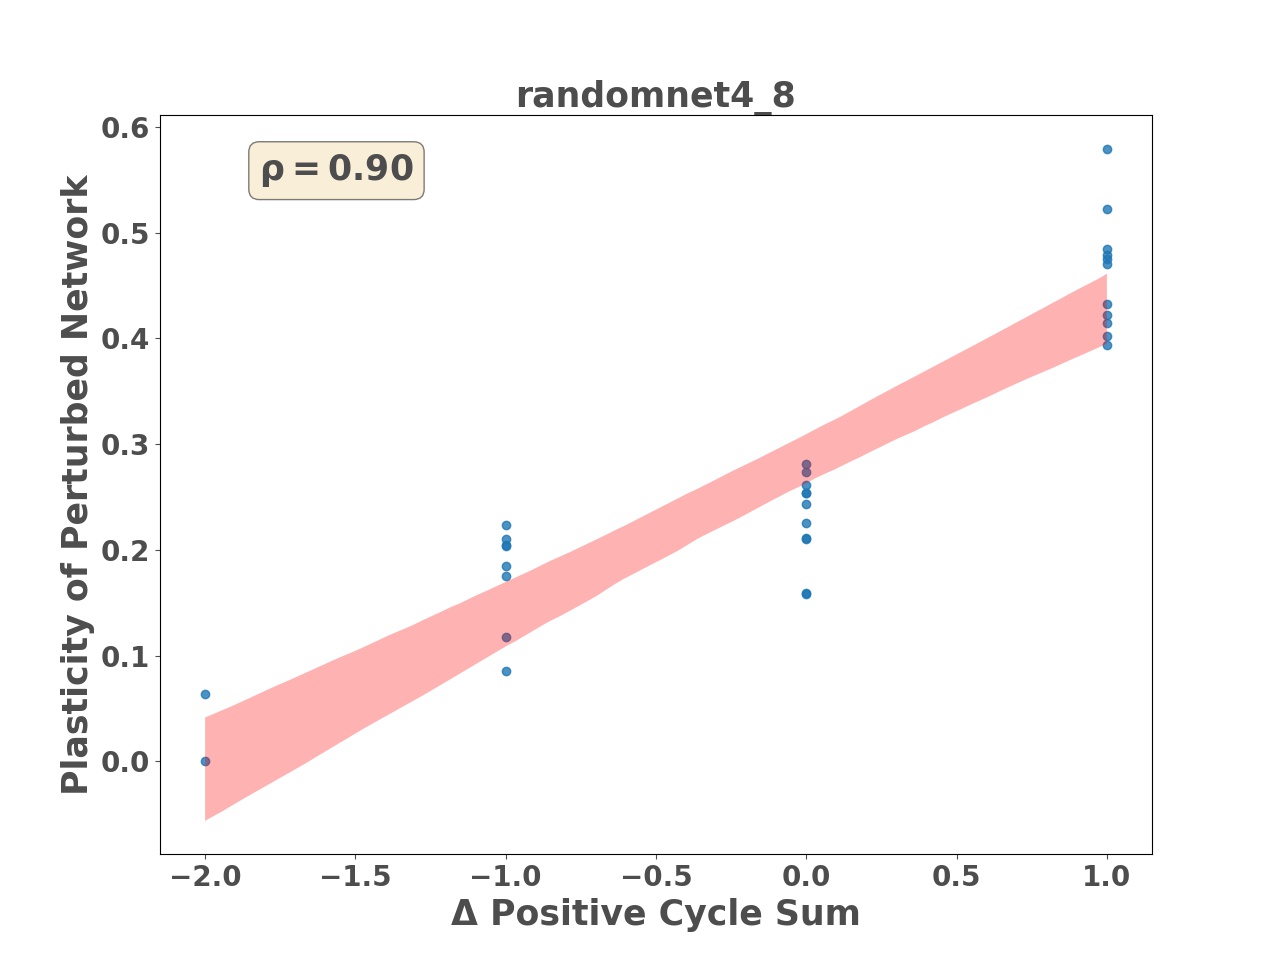 randomnet4_8
ρ = 0.90
Plasticity of Perturbed Network
0.6
0.5
0.4
0.3
0.2
0.1
0.0
−2.0 −1.5 −1.0 −0.5 0.0 0.5 1.0
Δ Positive Cycle Sum